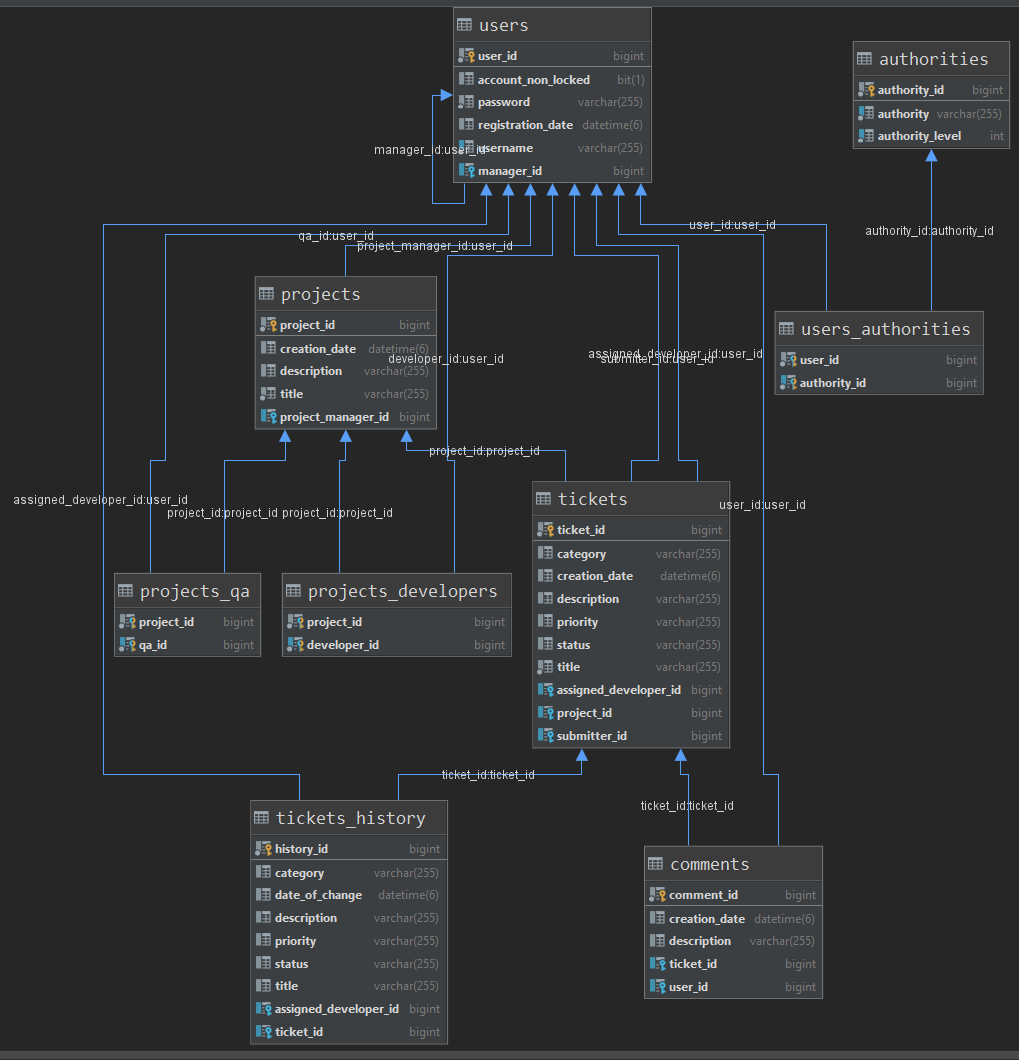 users
user_id bigint
account_non_locked bit(1)
password varchar(255)
registration_date datetime(6)
username varchar(255)
manager_id bigint
manager_id:user_id
authorities
authority_id bigint
authority varchar(255)
authority_level int
qa_id:user_id
project_manager_id:user_id
user_id:user_id
authority_id:authority_id
projects
project_id bigint
creation_date datetime(6)
description varchar(255)
title varchar(255)
project_manager_id bigint
developer_id:user_id
assigned_developer_id:user_id
submitter_id:user_id
users_authorities
user_id bigint
authority_id bigint
project_id:project_id
assigned_developer_id:user_id
project_id:project_id
project_id:project_id
user_id:user_id
tickets
ticket_id bigint
category varchar(255)
creation_date datetime(6)
description varchar(255)
priority varchar(255)
status varchar(255)
title varchar(255)
assigned_developer_id bigint
project_id bigint
submitter_id bigint
projects_qa
project_id bigint
qa_id bigint
projects_developers
project_id bigint
developer_id bigint
ticket_id:ticket_id
ticket_id:ticket_id
tickets_history
history_id bigint
category varchar(255)
date_of_change datetime(6)
description varchar(255)
priority varchar(255)
status varchar(255)
title varchar(255)
assigned_developer_id bigint
ticket_id bigint
comments
comment_id bigint
creation_date datetime(6)
description varchar(255)
ticket_id bigint
user_id bigint